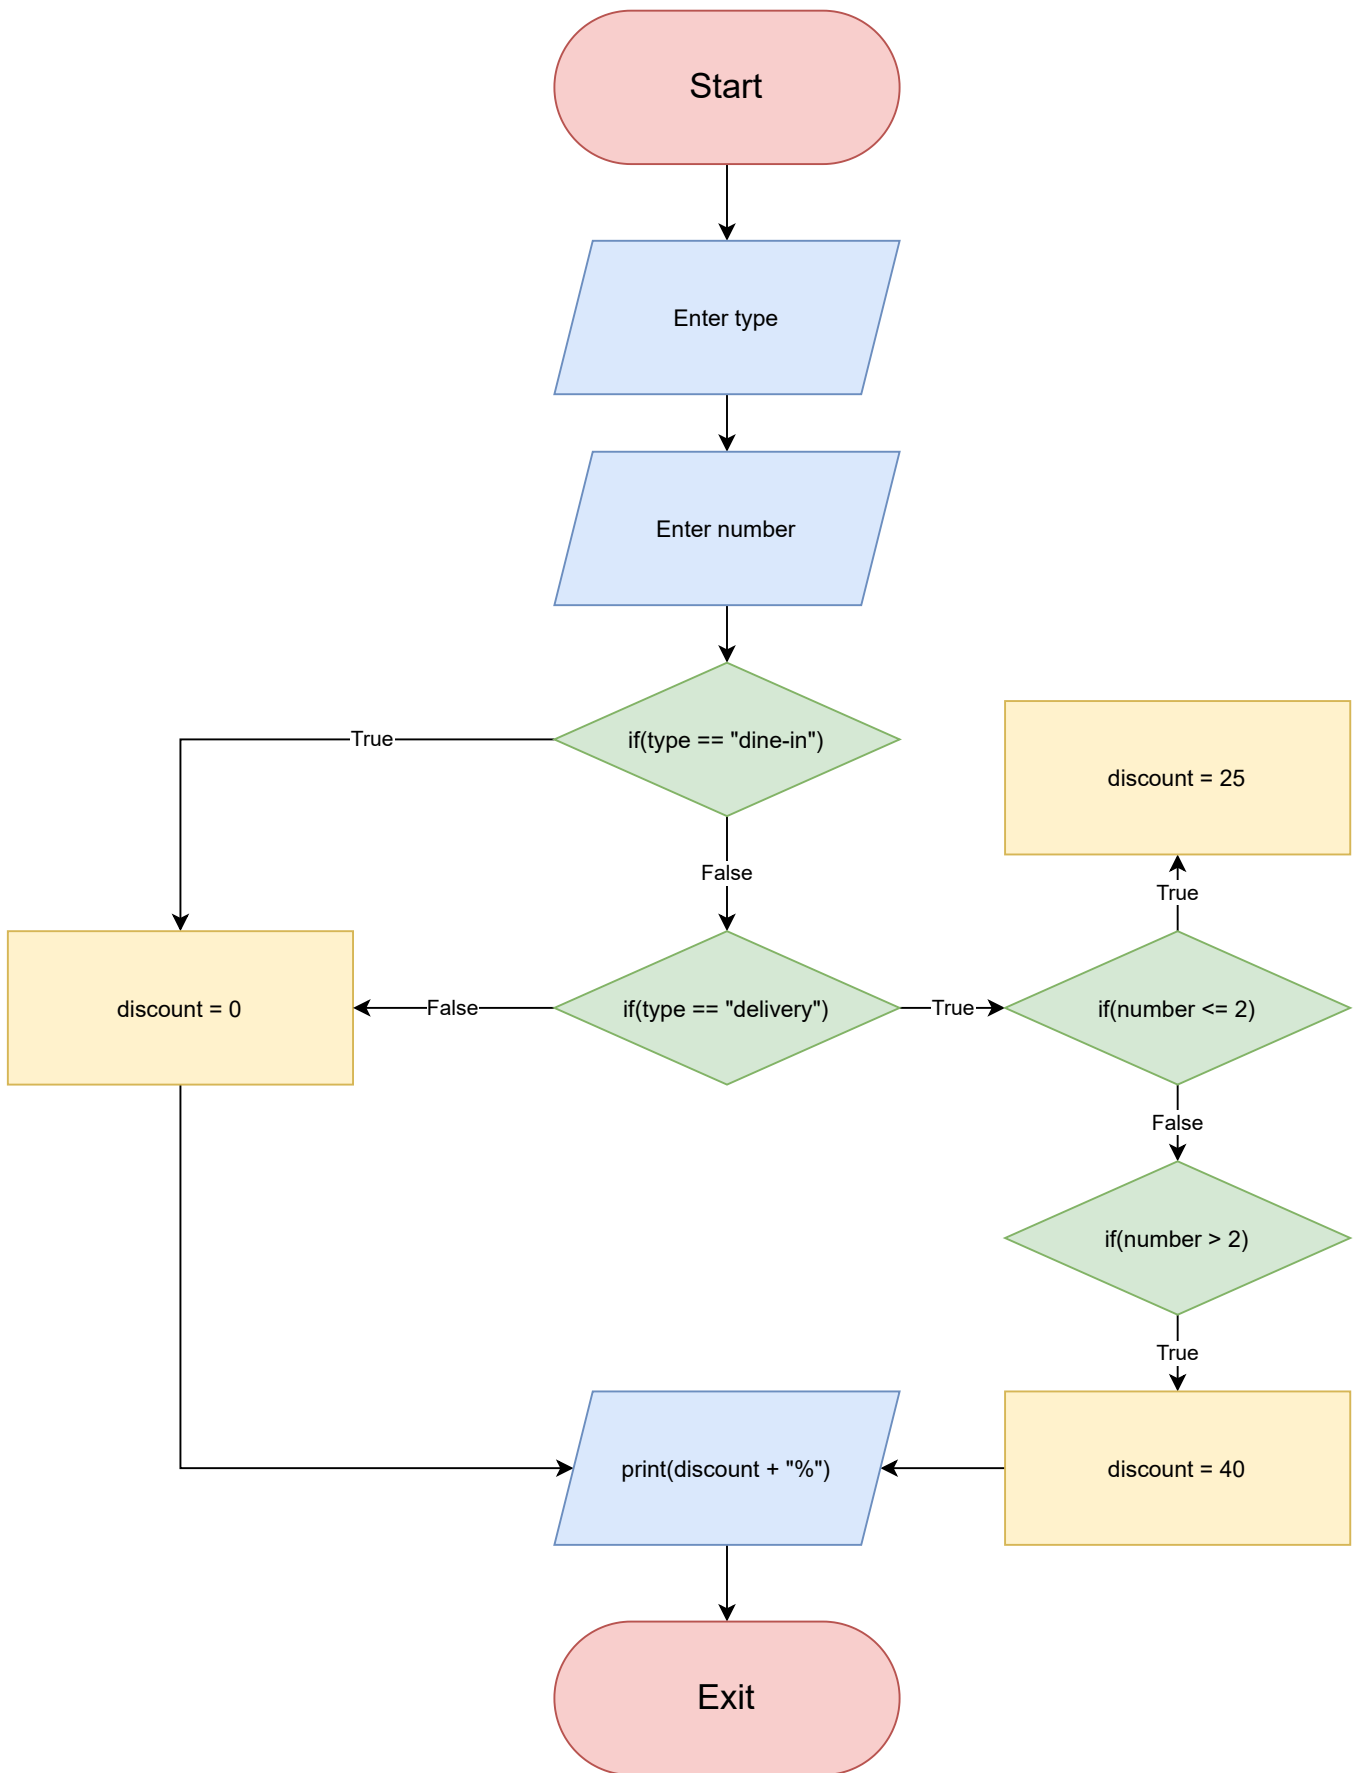 Start
Enter type
Enter number
if(type == "dine-in")
True
False
discount = 25
True
discount = 0
False
if(type == "delivery")
True
if(number <= 2)
False
if(number > 2)
True
print(discount + "%")
discount = 40
Exit